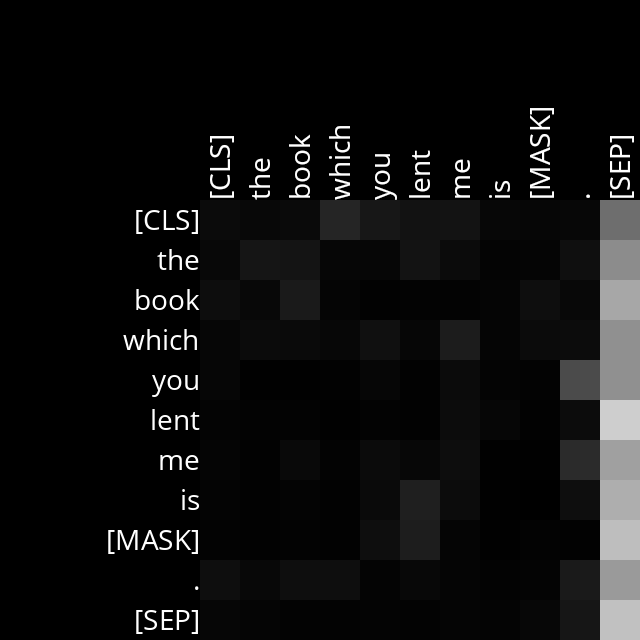 [CLS] the book which you lent me is [MASK] . [SEP]
[CLS]
the
book
which
you
lent
me
is
[MASK]
.
[SEP]